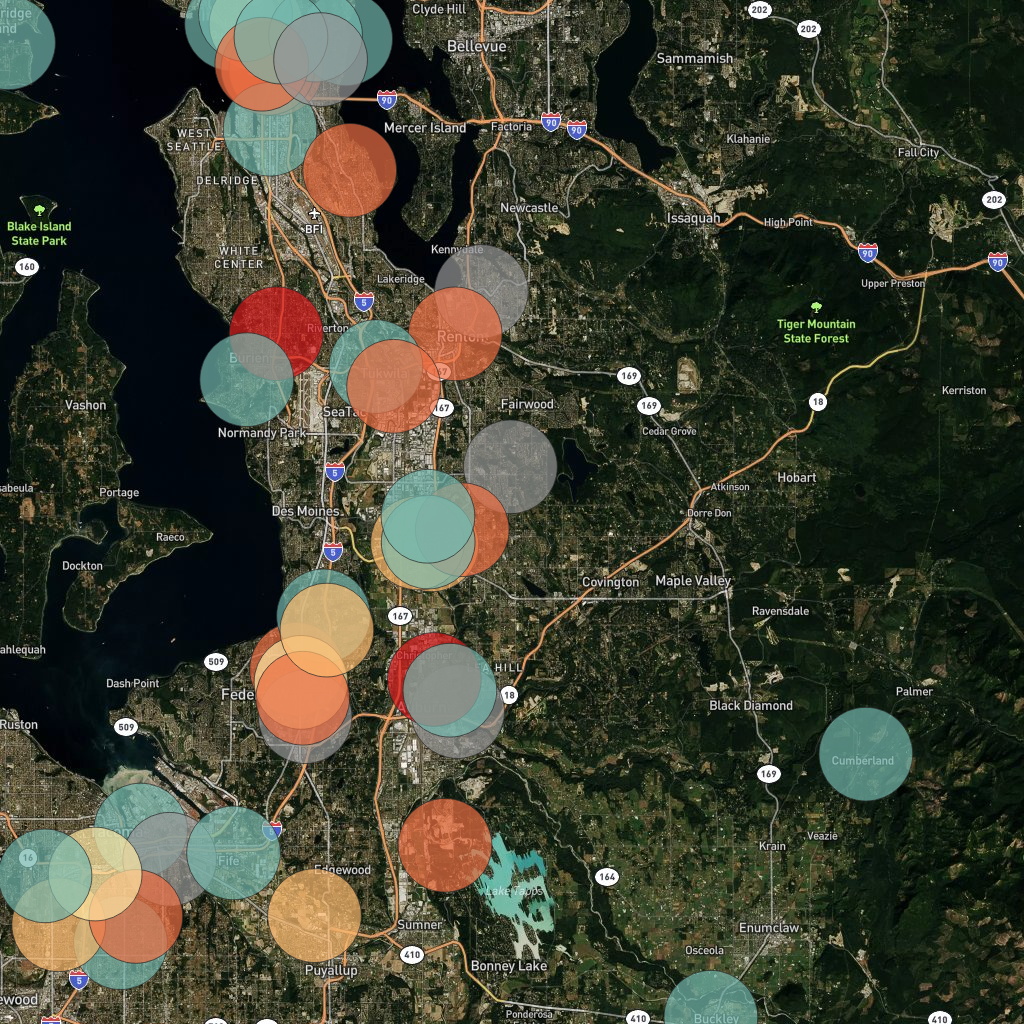 Clyde Hill
202
202
Bellevue
Sammamish
90
Mercer Island
Factoria
90
90
WEST
SEATTLE
Klahanie
Fall City
DELRIDGE
202
Blake Island
State Park
BFI
Newcastle
Issaquah
High Point
160
WHITE
CENTER
Kennydale
90
90
Lakeridge
Upper Preston
5
Riverton
Renton
Tiger Mountain
State Forest
Burien
169
Kerriston
Vashon
SeaTac
167
Fairwood
169
18
Normandy Park
Cedar Grove
5
Hobart
Portage
Atkinson
Des Moines
Dorre Don
Raeco
5
Dockton
Covington
Maple Valley
167
Ravensdale
ahlequah
509
HILL
Dash Point
Fede
18
Palmer
Black Diamond
Ruston
509
Cumberland
169
16
Fife
Veazie
Krain
Edgewood
164
Lake Tapps
Sumner
Enumclaw
410
Osceola
Puyallup
Bonney Lake
5
ewood
Ponderosa
410
Buckley
410